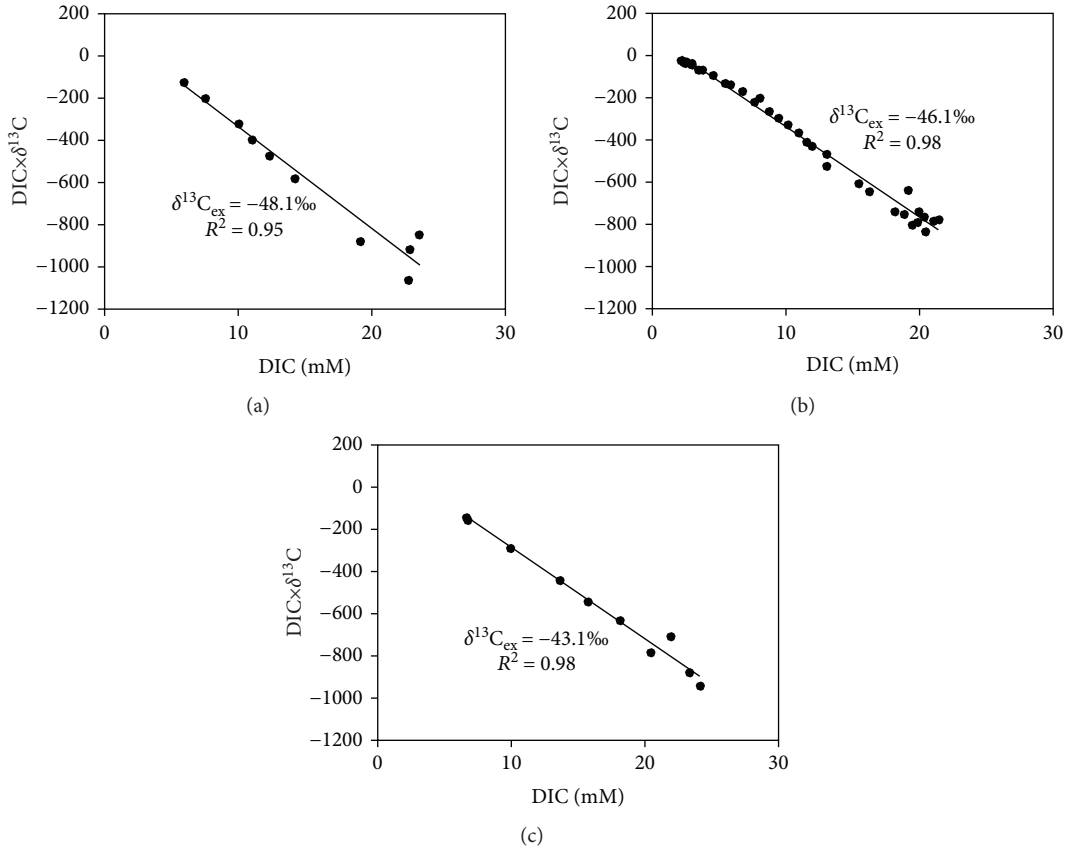 200
0
−200
−400
−600
−800
−1000
−1200
DIC×δ¹³C
δ¹³Cₑₓ = −48.1‰
R² = 0.95
0 10 20 30
DIC (mM)
(a)
200
0
−200
−400
−600
−800
−1000
−1200
DIC×δ¹³C
δ¹³Cₑₓ = −46.1‰
R² = 0.98
0 10 20 30
DIC (mM)
(b)
200
0
−200
−400
−600
−800
−1000
−1200
DIC×δ¹³C
δ¹³Cₑₓ = −43.1‰
R² = 0.98
0 10 20 30
DIC (mM)
(c)